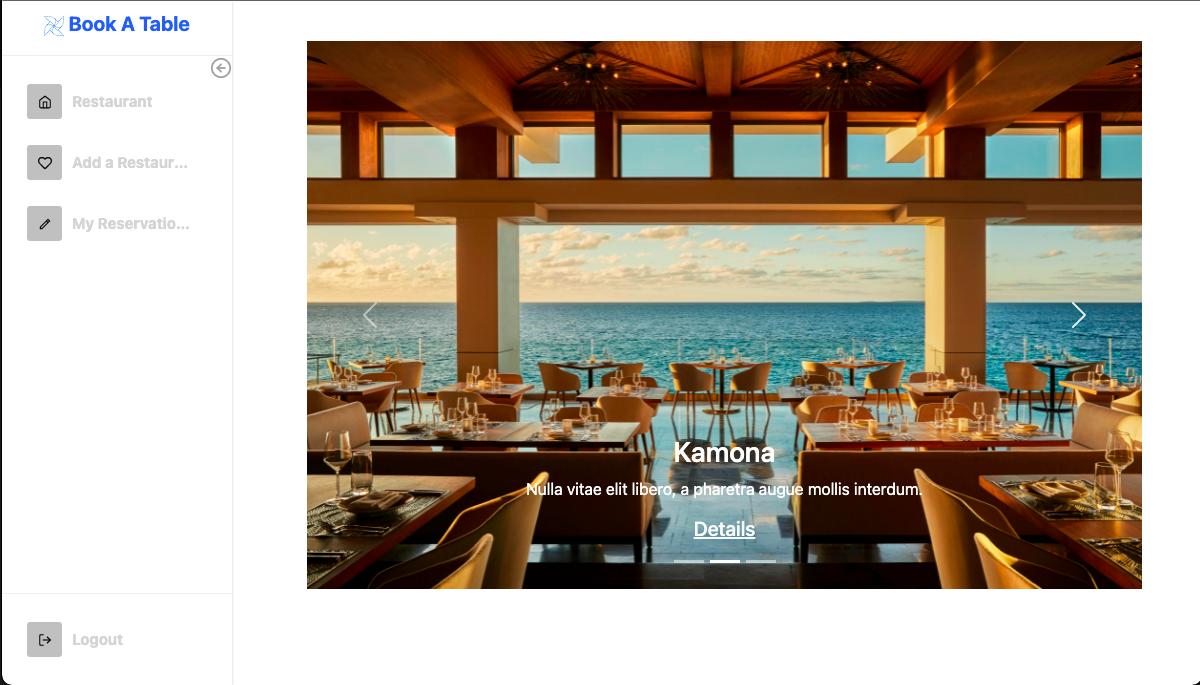 Book A Table
Restaurant
Add a Restaur...
My Reservatio...
Logout
Kamona
Nulla vitae elit libero, a pharetra augue mollis interdum.
Details